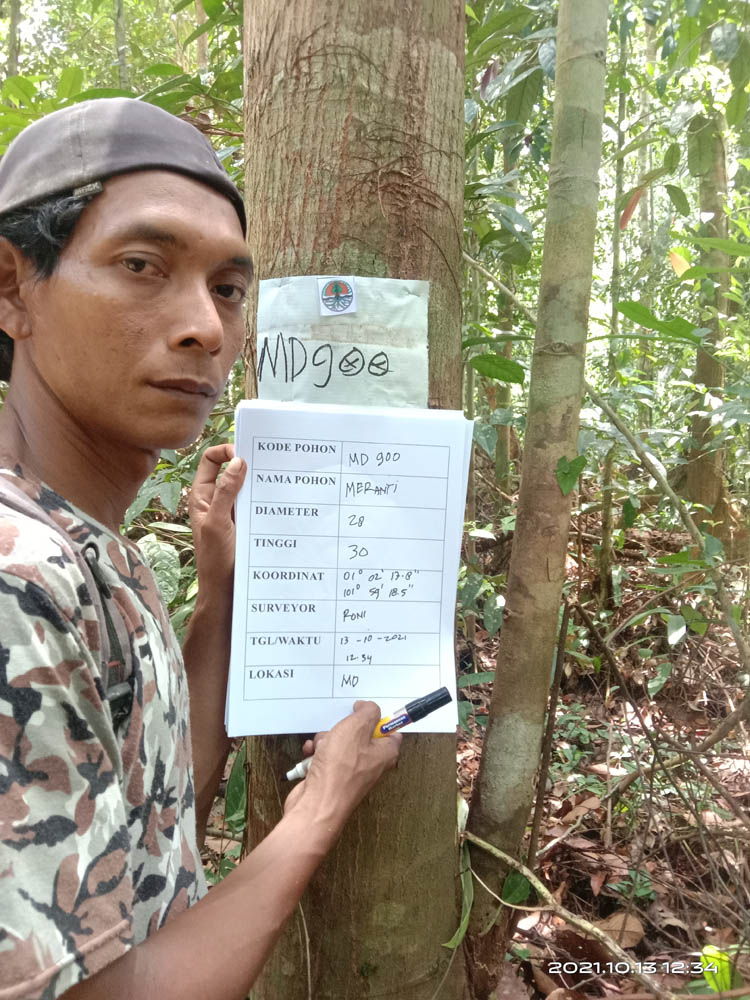 MD900
KODE POHON MD 900
NAMA POHON MERANTI
DIAMETER 28
TINGGI 30
KOORDINAT 01° 02' 17.8"
101° 59' 18.5"
SURVEYOR RONI
TGL/WAKTU 13 -10 -2021
12.34
LOKASI MD
2021.10.13 12:34